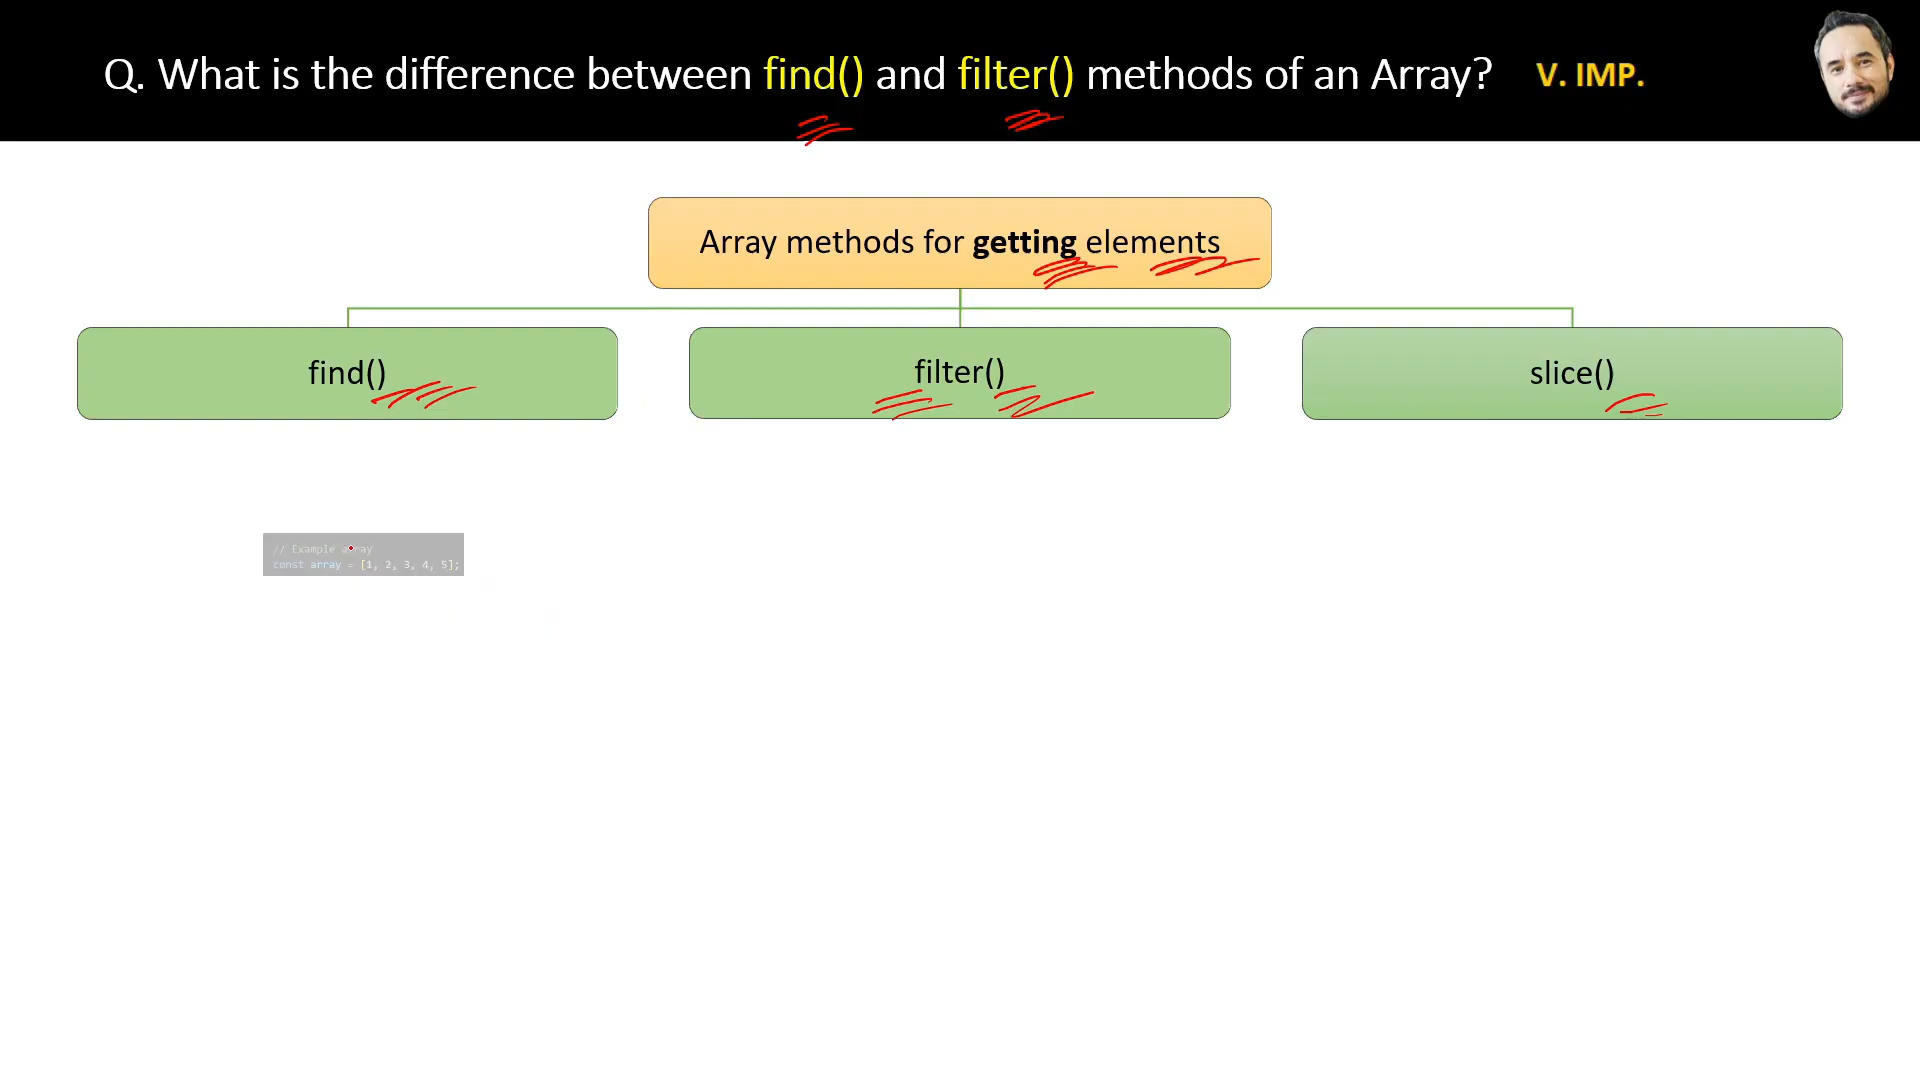 Q. What is the difference between find() and filter() methods of an Array? V. IMP.
Array methods for getting elements
find()
filter()
slice()
// Example array
const array = [1, 2, 3, 4, 5];